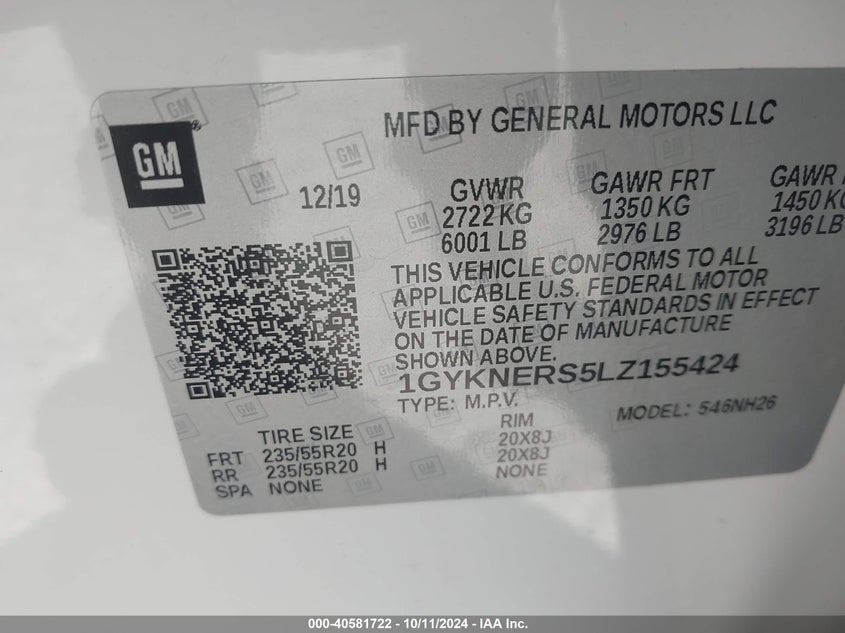 MFD BY GENERAL MOTORS LLC
GM
12/19
GVWR
2722 KG
6001 LB
GAWR FRT
1350 KG
2976 LB
GAWR
1450 KG
3196 LB
THIS VEHICLE CONFORMS TO ALL
APPLICABLE U.S. FEDERAL MOTOR
VEHICLE SAFETY STANDARDS IN EFFECT
ON THE DATE OF MANUFACTURE
SHOWN ABOVE.
1GYKNERS5LZ155424
TYPE: M.P.V.
MODEL: 546NH26
TIRE SIZE
RIM
FRT 235/55R20 H 20X8J
RR 235/55R20 H 20X8J
SPA NONE NONE
000-40581722 - 10/11/2024 - IAA Inc.